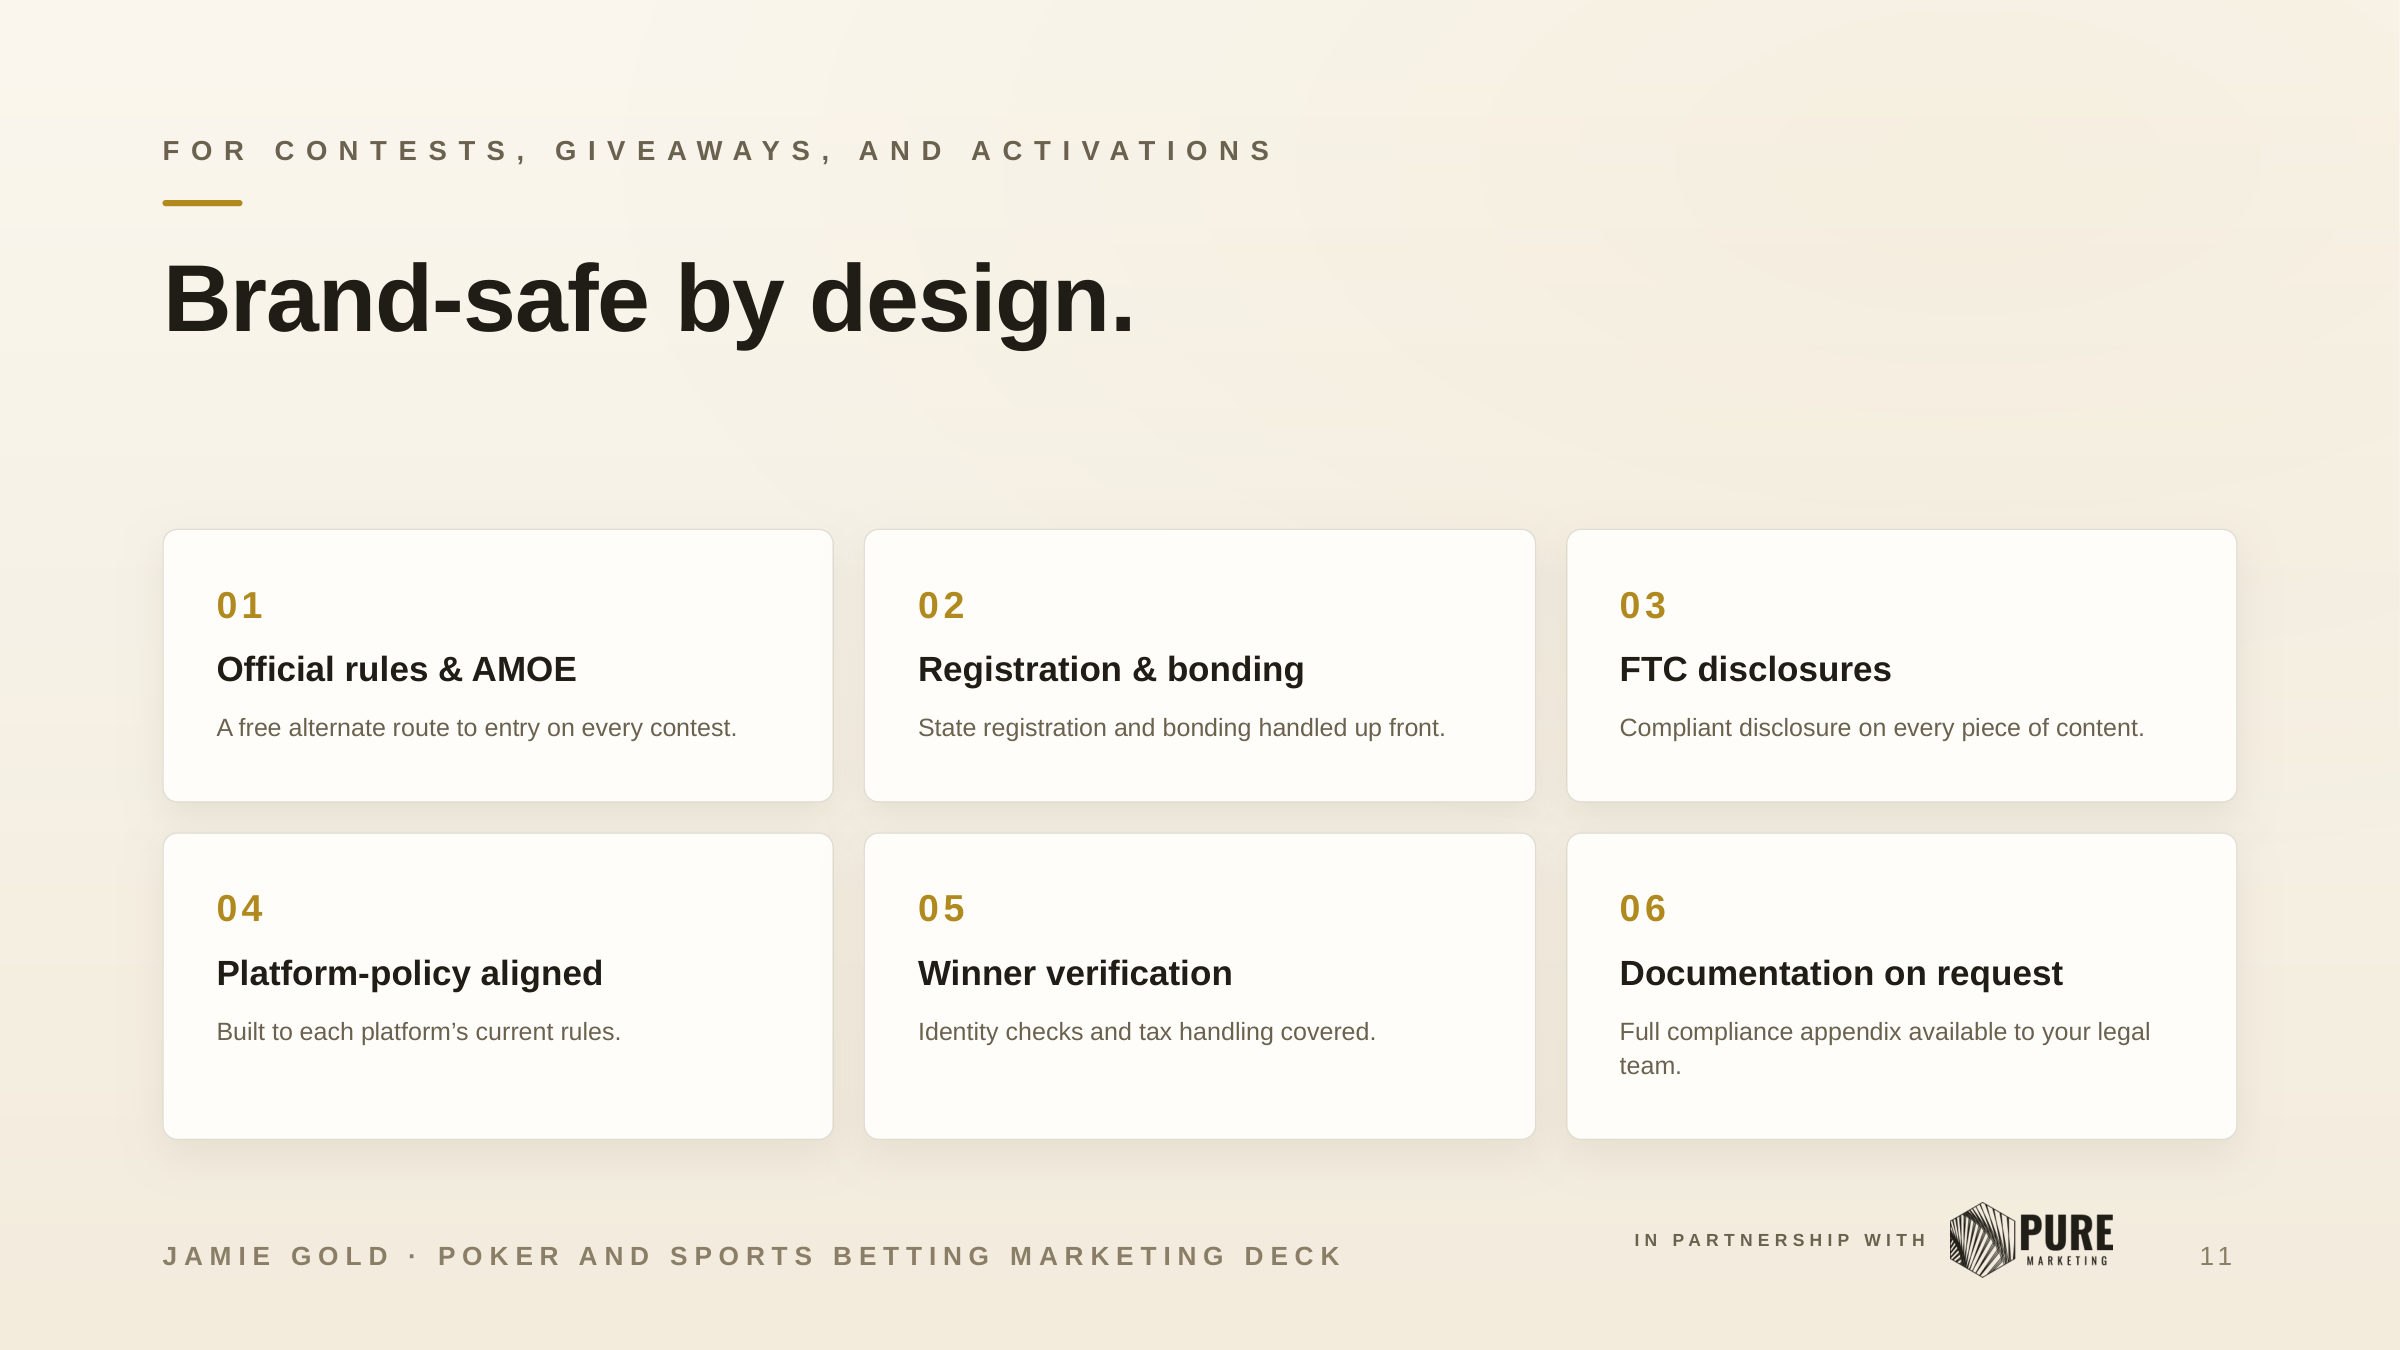 FOR CONTESTS, GIVEAWAYS, AND ACTIVATIONS
Brand-safe by design.
01
Official rules & AMOE
A free alternate route to entry on every contest.
02
Registration & bonding
State registration and bonding handled up front.
03
FTC disclosures
Compliant disclosure on every piece of content.
04
Platform-policy aligned
Built to each platform’s current rules.
05
Winner verification
Identity checks and tax handling covered.
06
Documentation on request
Full compliance appendix available to your legal
team.
JAMIE GOLD · POKER AND SPORTS BETTING MARKETING DECK
IN PARTNERSHIP WITH
PURE
MARKETING
11